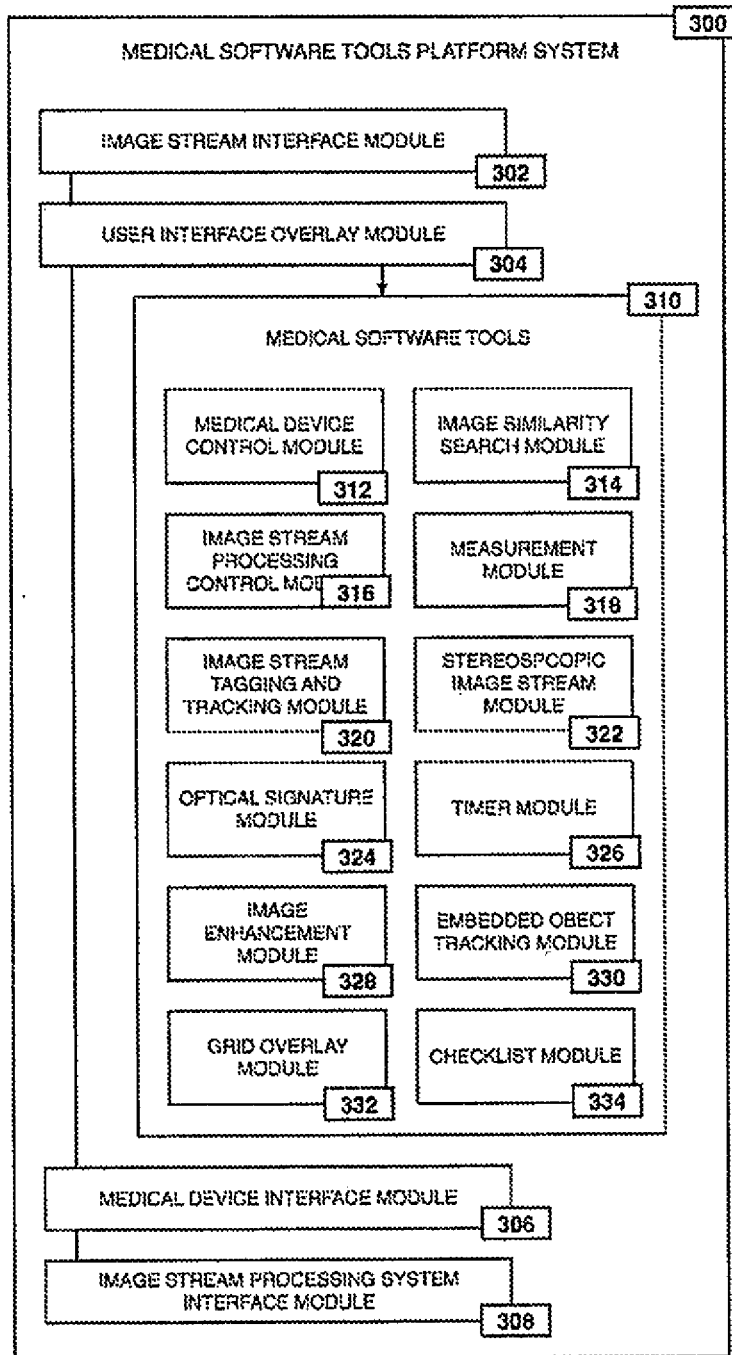 300
MEDICAL SOFTWARE TOOLS PLATFORM SYSTEM
IMAGE STREAM INTERFACE MODULE
302
USER INTERFACE OVERLAY MODULE
304
310
MEDICAL SOFTWARE TOOLS
MEDICAL DEVICE
CONTROL MODULE
312
IMAGE SIMILARITY
SEARCH MODULE
314
IMAGE STREAM
PROCESSING
CONTROL MOD
316
MEASUREMENT
MODULE
318
IMAGE STREAM
TAGGING AND
TRACKING MODULE
320
STEREOSPCOPIC
IMAGE STREAM
MODULE
322
OPTICAL SIGNATURE
MODULE
324
TIMER MODULE
326
IMAGE
ENHANCEMENT
MODULE
328
EMBEDDED OBECT
TRACKING MODULE
330
GRID OVERLAY
MODULE
332
CHECKLIST MODULE
334
MEDICAL DEVICE INTERFACE MODULE
306
IMAGE STREAM PROCESSING SYSTEM
INTERFACE MODULE
308